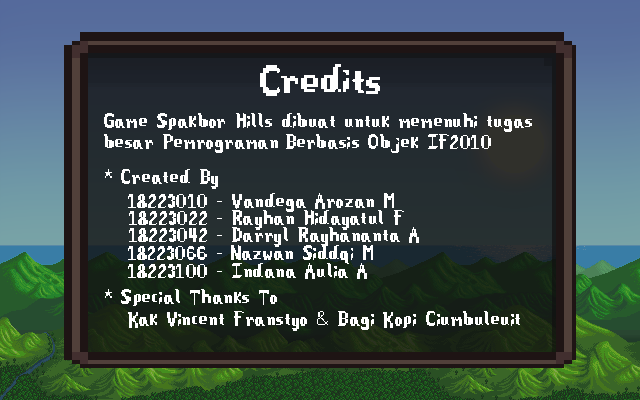 Credits
Game Spakbor Hills dibuat untuk memenuhi tugas
besar Pemrograman Berbasis Objek IF2010
* Created By
18223010 - Vandega Arozan M
18223022 - Rayhan Hidayatul F
18223042 - Darryl Rayhananta A
18223066 - Nazwan Siddqi M
18223100 - Indana Aulia A
* Special Thanks To
Kak Vincent Franstyo & Bagi Kopi Ciumbuleuit